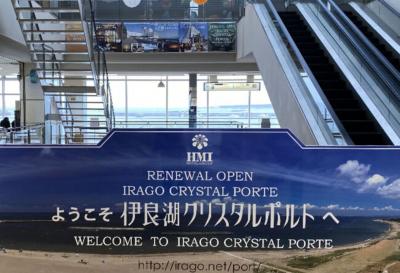 HMI
RENEWAL OPEN
IRAGO CRYSTAL PORTE
ようこそ 伊良湖クリスタルポルトへ
WELCOME TO IRAGO CRYSTAL PORTE
http://irago.net/port/